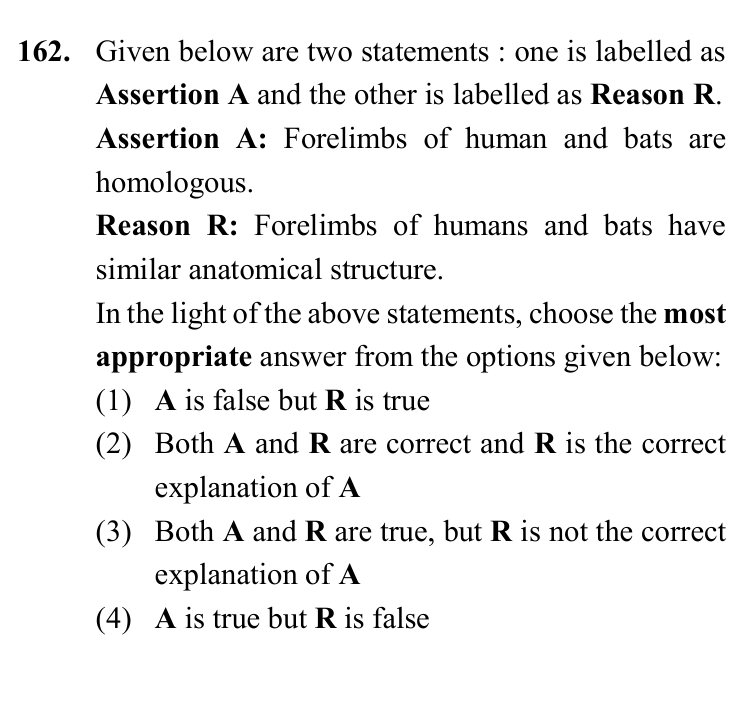 162. Given below are two statements : one is labelled as
Assertion A and the other is labelled as Reason R.
Assertion A: Forelimbs of human and bats are
homologous.
Reason R: Forelimbs of humans and bats have
similar anatomical structure.
In the light of the above statements, choose the most
appropriate answer from the options given below:
(1) A is false but R is true
(2) Both A and R are correct and R is the correct
explanation of A
(3) Both A and R are true, but R is not the correct
explanation of A
(4) A is true but R is false